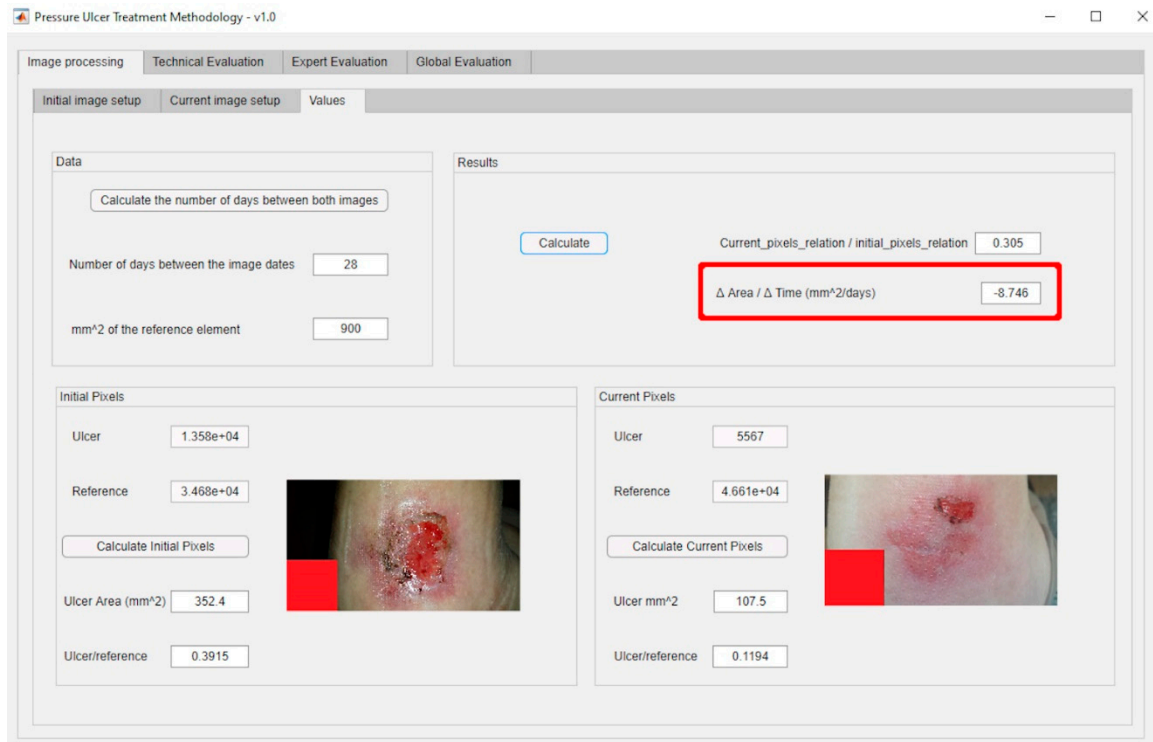 Pressure Ulcer Treatment Methodology - v1.0
Image processing Technical Evaluation Expert Evaluation Global Evaluation
Initial image setup Current image setup Values
Data
Calculate the number of days between both images
Number of days between the image dates 28
mm^2 of the reference element 900
Results
Calculate
Current_pixels_relation / initial_pixels_relation 0.305
Δ Area / Δ Time (mm^2/days) -8.746
Initial Pixels
Ulcer 1.358e+04
Reference 3.468e+04
Calculate Initial Pixels
Ulcer Area (mm^2) 352.4
Ulcer/reference 0.3915
Current Pixels
Ulcer 5567
Reference 4.661e+04
Calculate Current Pixels
Ulcer mm^2 107.5
Ulcer/reference 0.1194